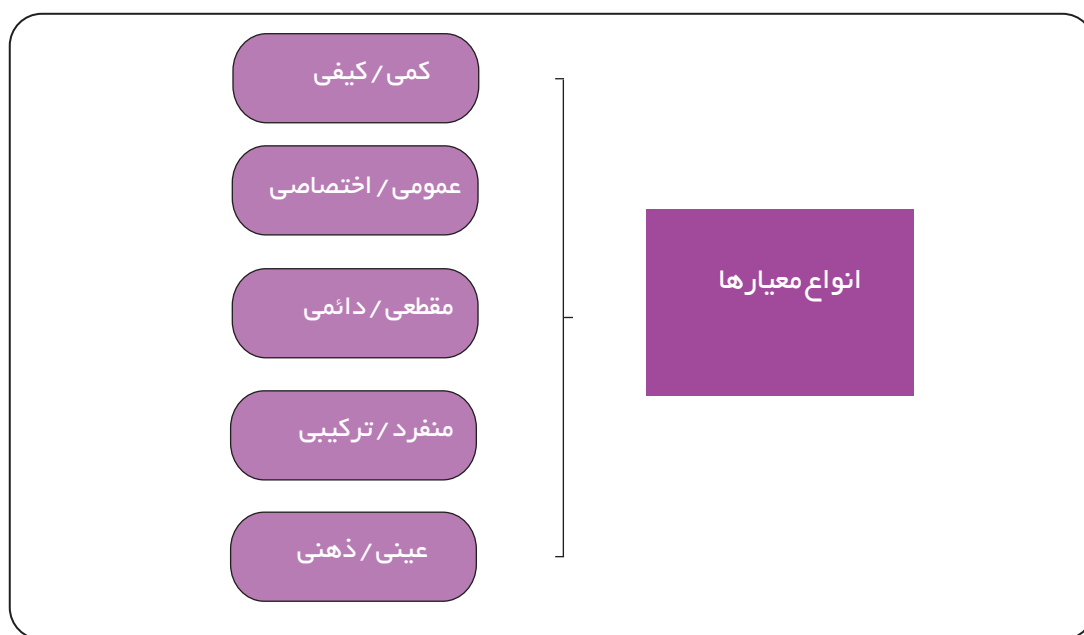 انواع معیارها
کمی / کیفی
عمومی / اختصاصی
مقطعی / دائمی
منفرد / ترکیبی
عینی / ذهنی